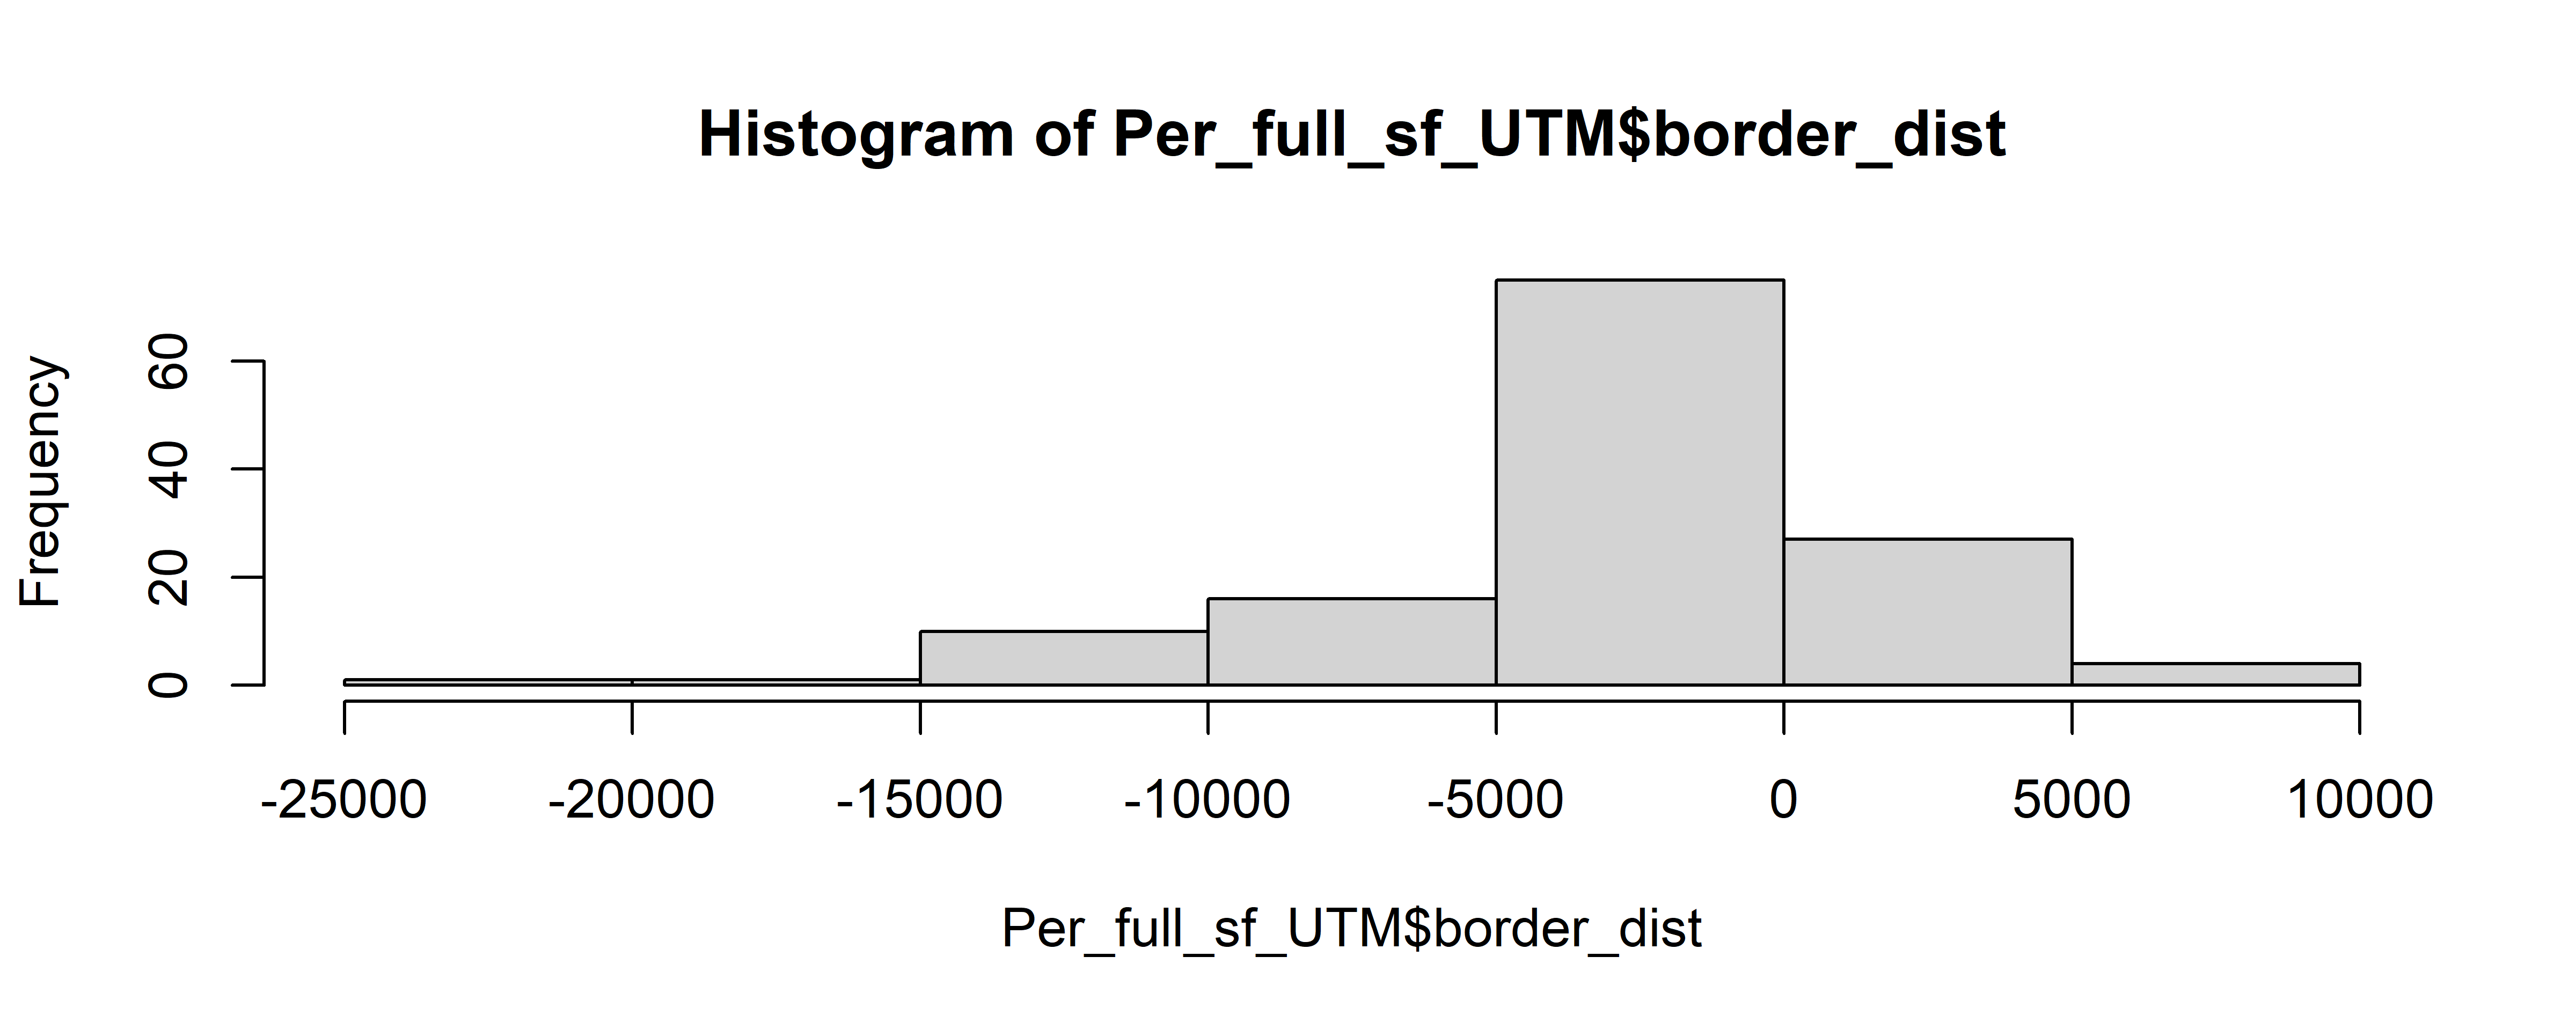 Histogram of Per_full_sf_UTM$border_dist
Frequency
60
40
20
0
-25000 -20000 -15000 -10000 -5000 0 5000 10000
Per_full_sf_UTM$border_dist